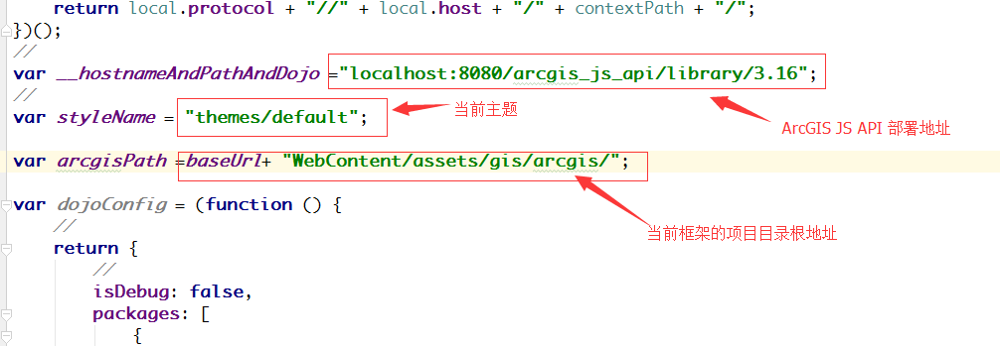 return local.protocol + "//" + local.host + "/" + contextPath + "/";
})();
//
var __hostnameAndPathAndDojo ="localhost:8080/arcgis_js_api/library/3.16";
//
var styleName = "themes/default";
当前主题
ArcGIS JS API 部署地址
var arcgisPath =baseUrl+ "WebContent/assets/gis/arcgis/";
var dojoConfig = (function () {
当前框架的项目目录根地址
//
return {
//
isDebug: false,
packages: [
{